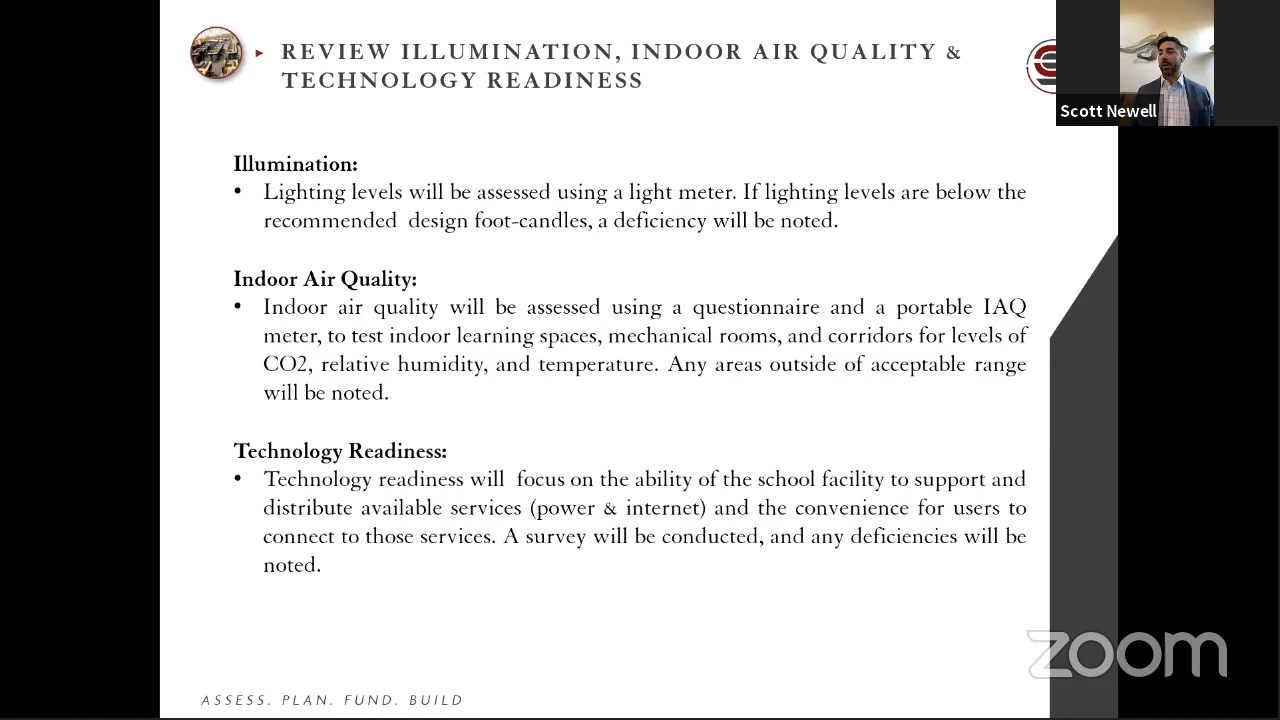 REVIEW ILLUMINATION, INDOOR AIR QUALITY &
TECHNOLOGY READINESS
Scott Newell
Illumination:
• Lighting levels will be assessed using a light meter. If lighting levels are below the
recommended design foot-candles, a deficiency will be noted.
Indoor Air Quality:
• Indoor air quality will be assessed using a questionnaire and a portable IAQ
meter, to test indoor learning spaces, mechanical rooms, and corridors for levels of
CO2, relative humidity, and temperature. Any areas outside of acceptable range
will be noted.
Technology Readiness:
• Technology readiness will focus on the ability of the school facility to support and
distribute available services (power & internet) and the convenience for users to
connect to those services. A survey will be conducted, and any deficiencies will be
noted.
zoom
ASSESS. PLAN. FUND. BUILD